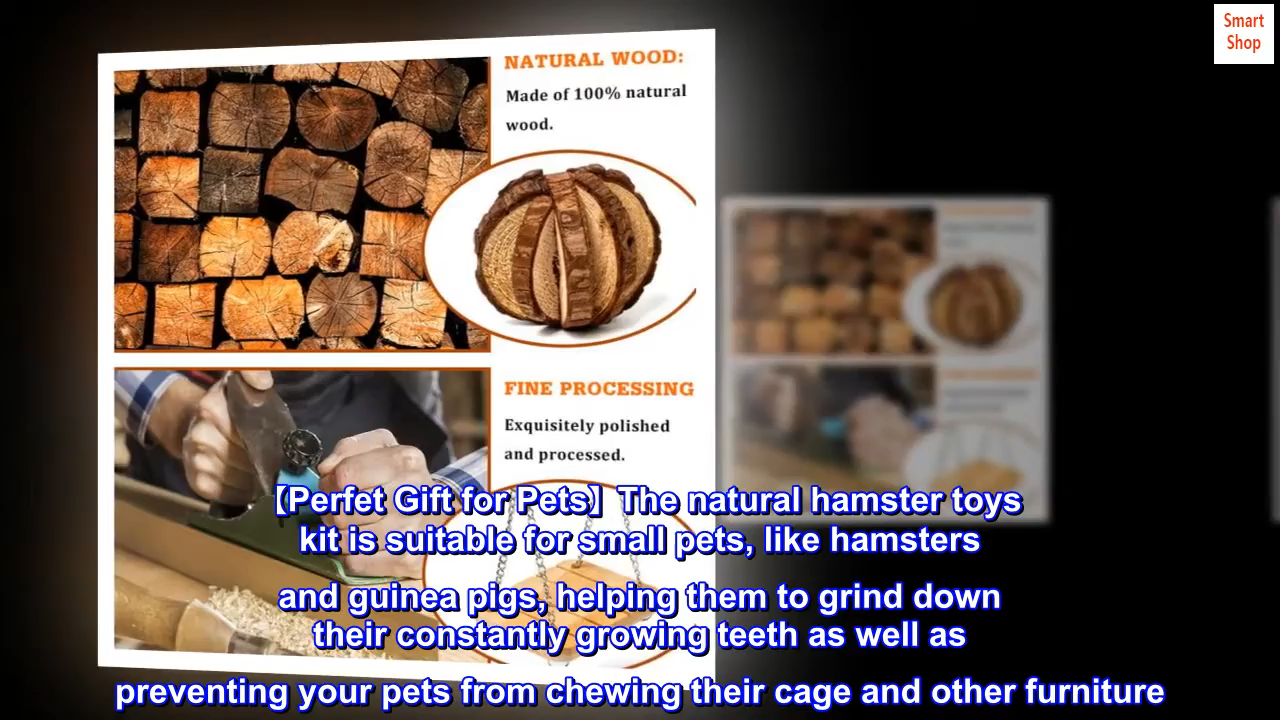 Smart
Shop
NATURAL WOOD:
Made of 100% natural
wood.
FINE PROCESSING
Exquisitely polished
and processed.
【Perfet Gift for Pets】 The natural hamster toys
kit is suitable for small pets, like hamsters
and guinea pigs, helping them to grind down
their constantly growing teeth as well as
preventing your pets from chewing their cage and other furniture